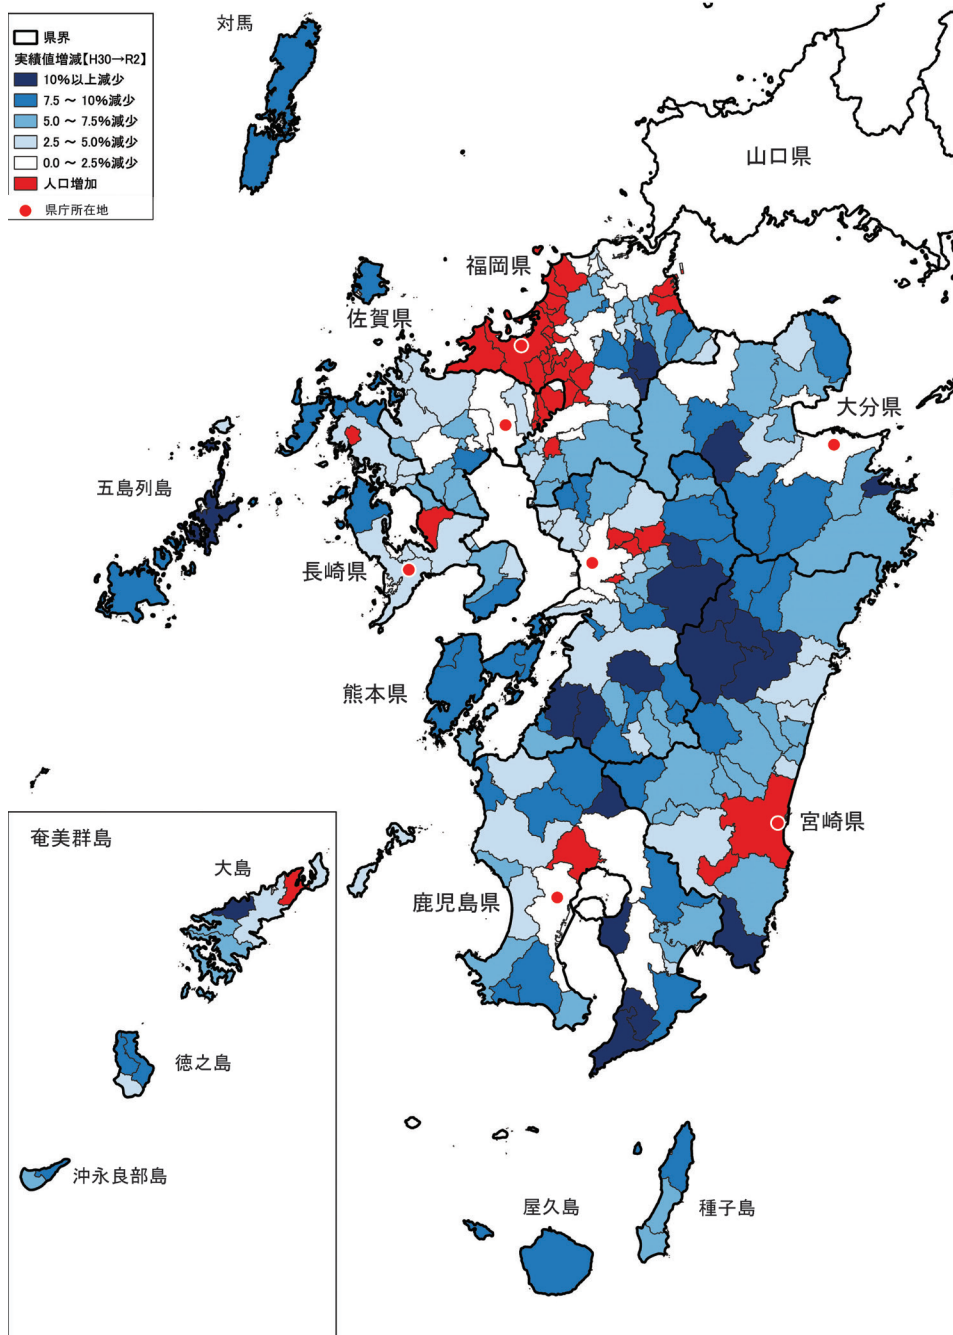 対馬
県界
実績値増減【H30→R2】
10%以上減少
7.5 ～ 10%減少
5.0 ～ 7.5%減少
2.5 ～ 5.0%減少
0.0 ～ 2.5%減少
人口増加
県庁所在地
山口県
福岡県
佐賀県
大分県
五島列島
長崎県
熊本県
宮崎県
奄美群島
大島
鹿児島県
徳之島
沖永良部島
屋久島
種子島